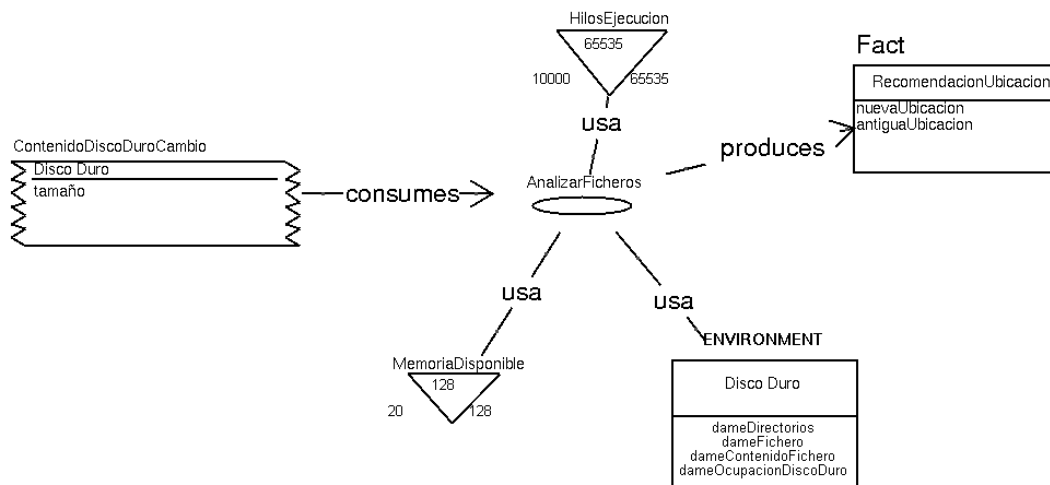 HilosEjecucion
65535
10000
65535
usa
Fact
RecomendacionUbicacion
nuevaUbicacion
antiguaUbicacion
produces
ContenidoDiscoDuroCambio
Disco Duro
tamaño
consumes
AnalizarFicheros
usa
usa
MemoriaDisponible
128
20
128
ENVIRONMENT
Disco Duro
dameDirectorios
dameFichero
dameContenidoFichero
dameOcupacionDiscoDuro